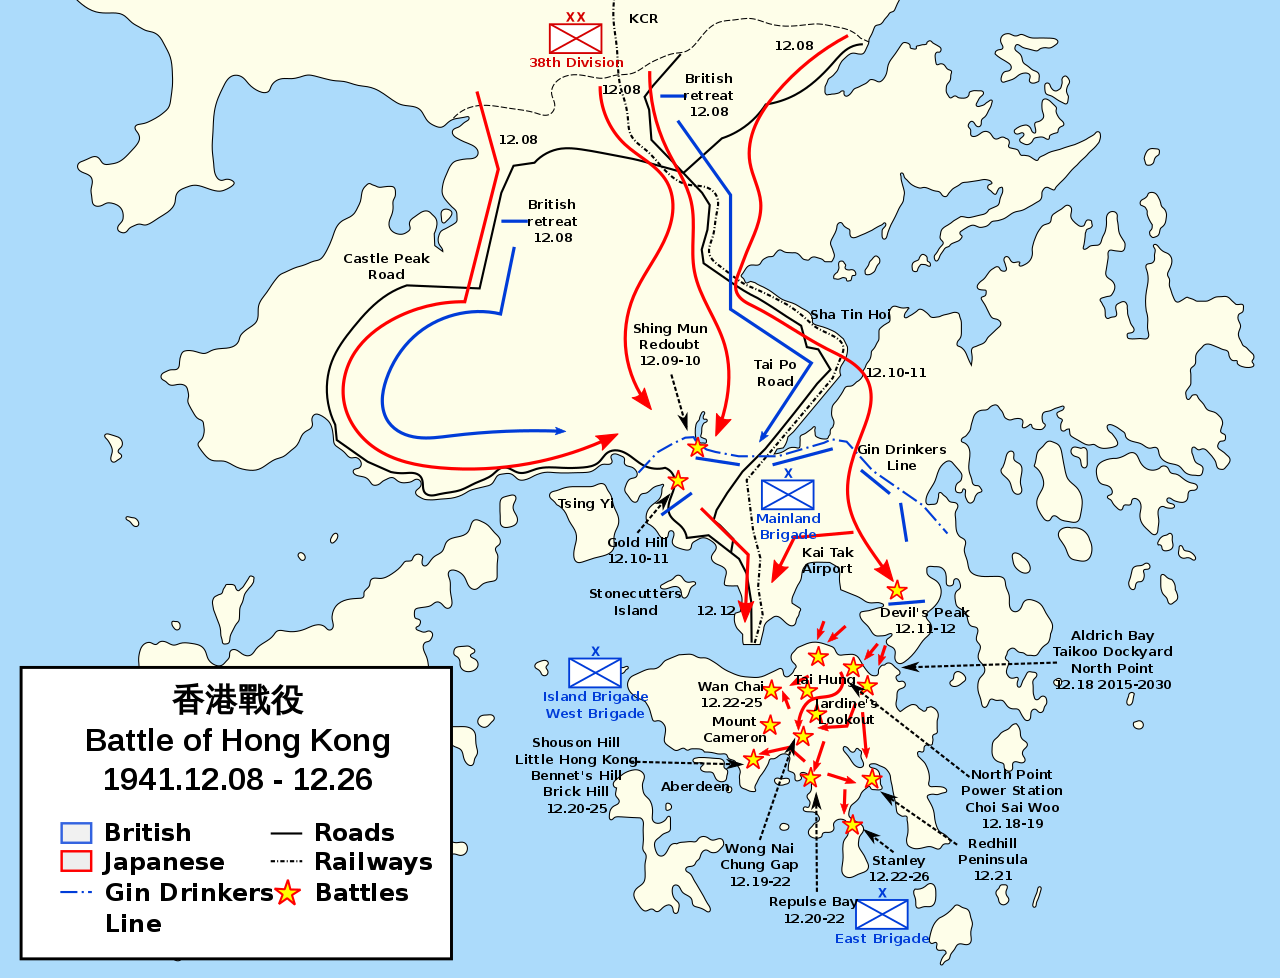 KCR
XX
38th Division
12.08
12.08
British
retreat
12.08
12.08
British
retreat
12.08
Castle Peak
Road
Sha Tin Hoi
Shing Mun
Redoubt
12.09-10
Tai Po
Road
12.10-11
Gin Drinkers
Line
X
Mainland
Brigade
Tsing Yi
Gold Hill
12.10-11
Kai Tak
Airport
Stonecutters
Island
12.12
Devil's Peak
12.11-12
Aldrich Bay
Taikoo Dockyard
North Point
12.18 2015-2030
X
Island Brigade
West Brigade
Wan Chai
12.22-25
Tai Hung
Jardine's
Lookout
Mount
Cameron
Shouson Hill
Little Hong Kong
Bennet's Hill
Brick Hill
12.20-25
Aberdeen
North Point
Power Station
Choi Sai Woo
12.18-19
Wong Nai
Chung Gap
12.19-22
Redhill
Peninsula
12.21
Stanley
12.22-26
Repulse Bay
12.20-22
X
East Brigade
香港戰役
Battle of Hong Kong
1941.12.08 - 12.26
British
Roads
Japanese
Railways
Gin Drinkers
Line
Battles